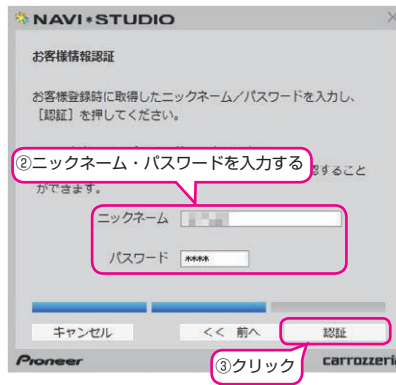 NAVI*STUDIO
お客様情報認証
お客様登録時に取得したニックネーム／パスワードを入力し、
［認証］を押してください。
②ニックネーム・パスワードを入力する
認すること
ができます。
ニックネーム
パスワード ****
キャンセル << 前へ 認証
③クリック
Pioneer carrozzeria